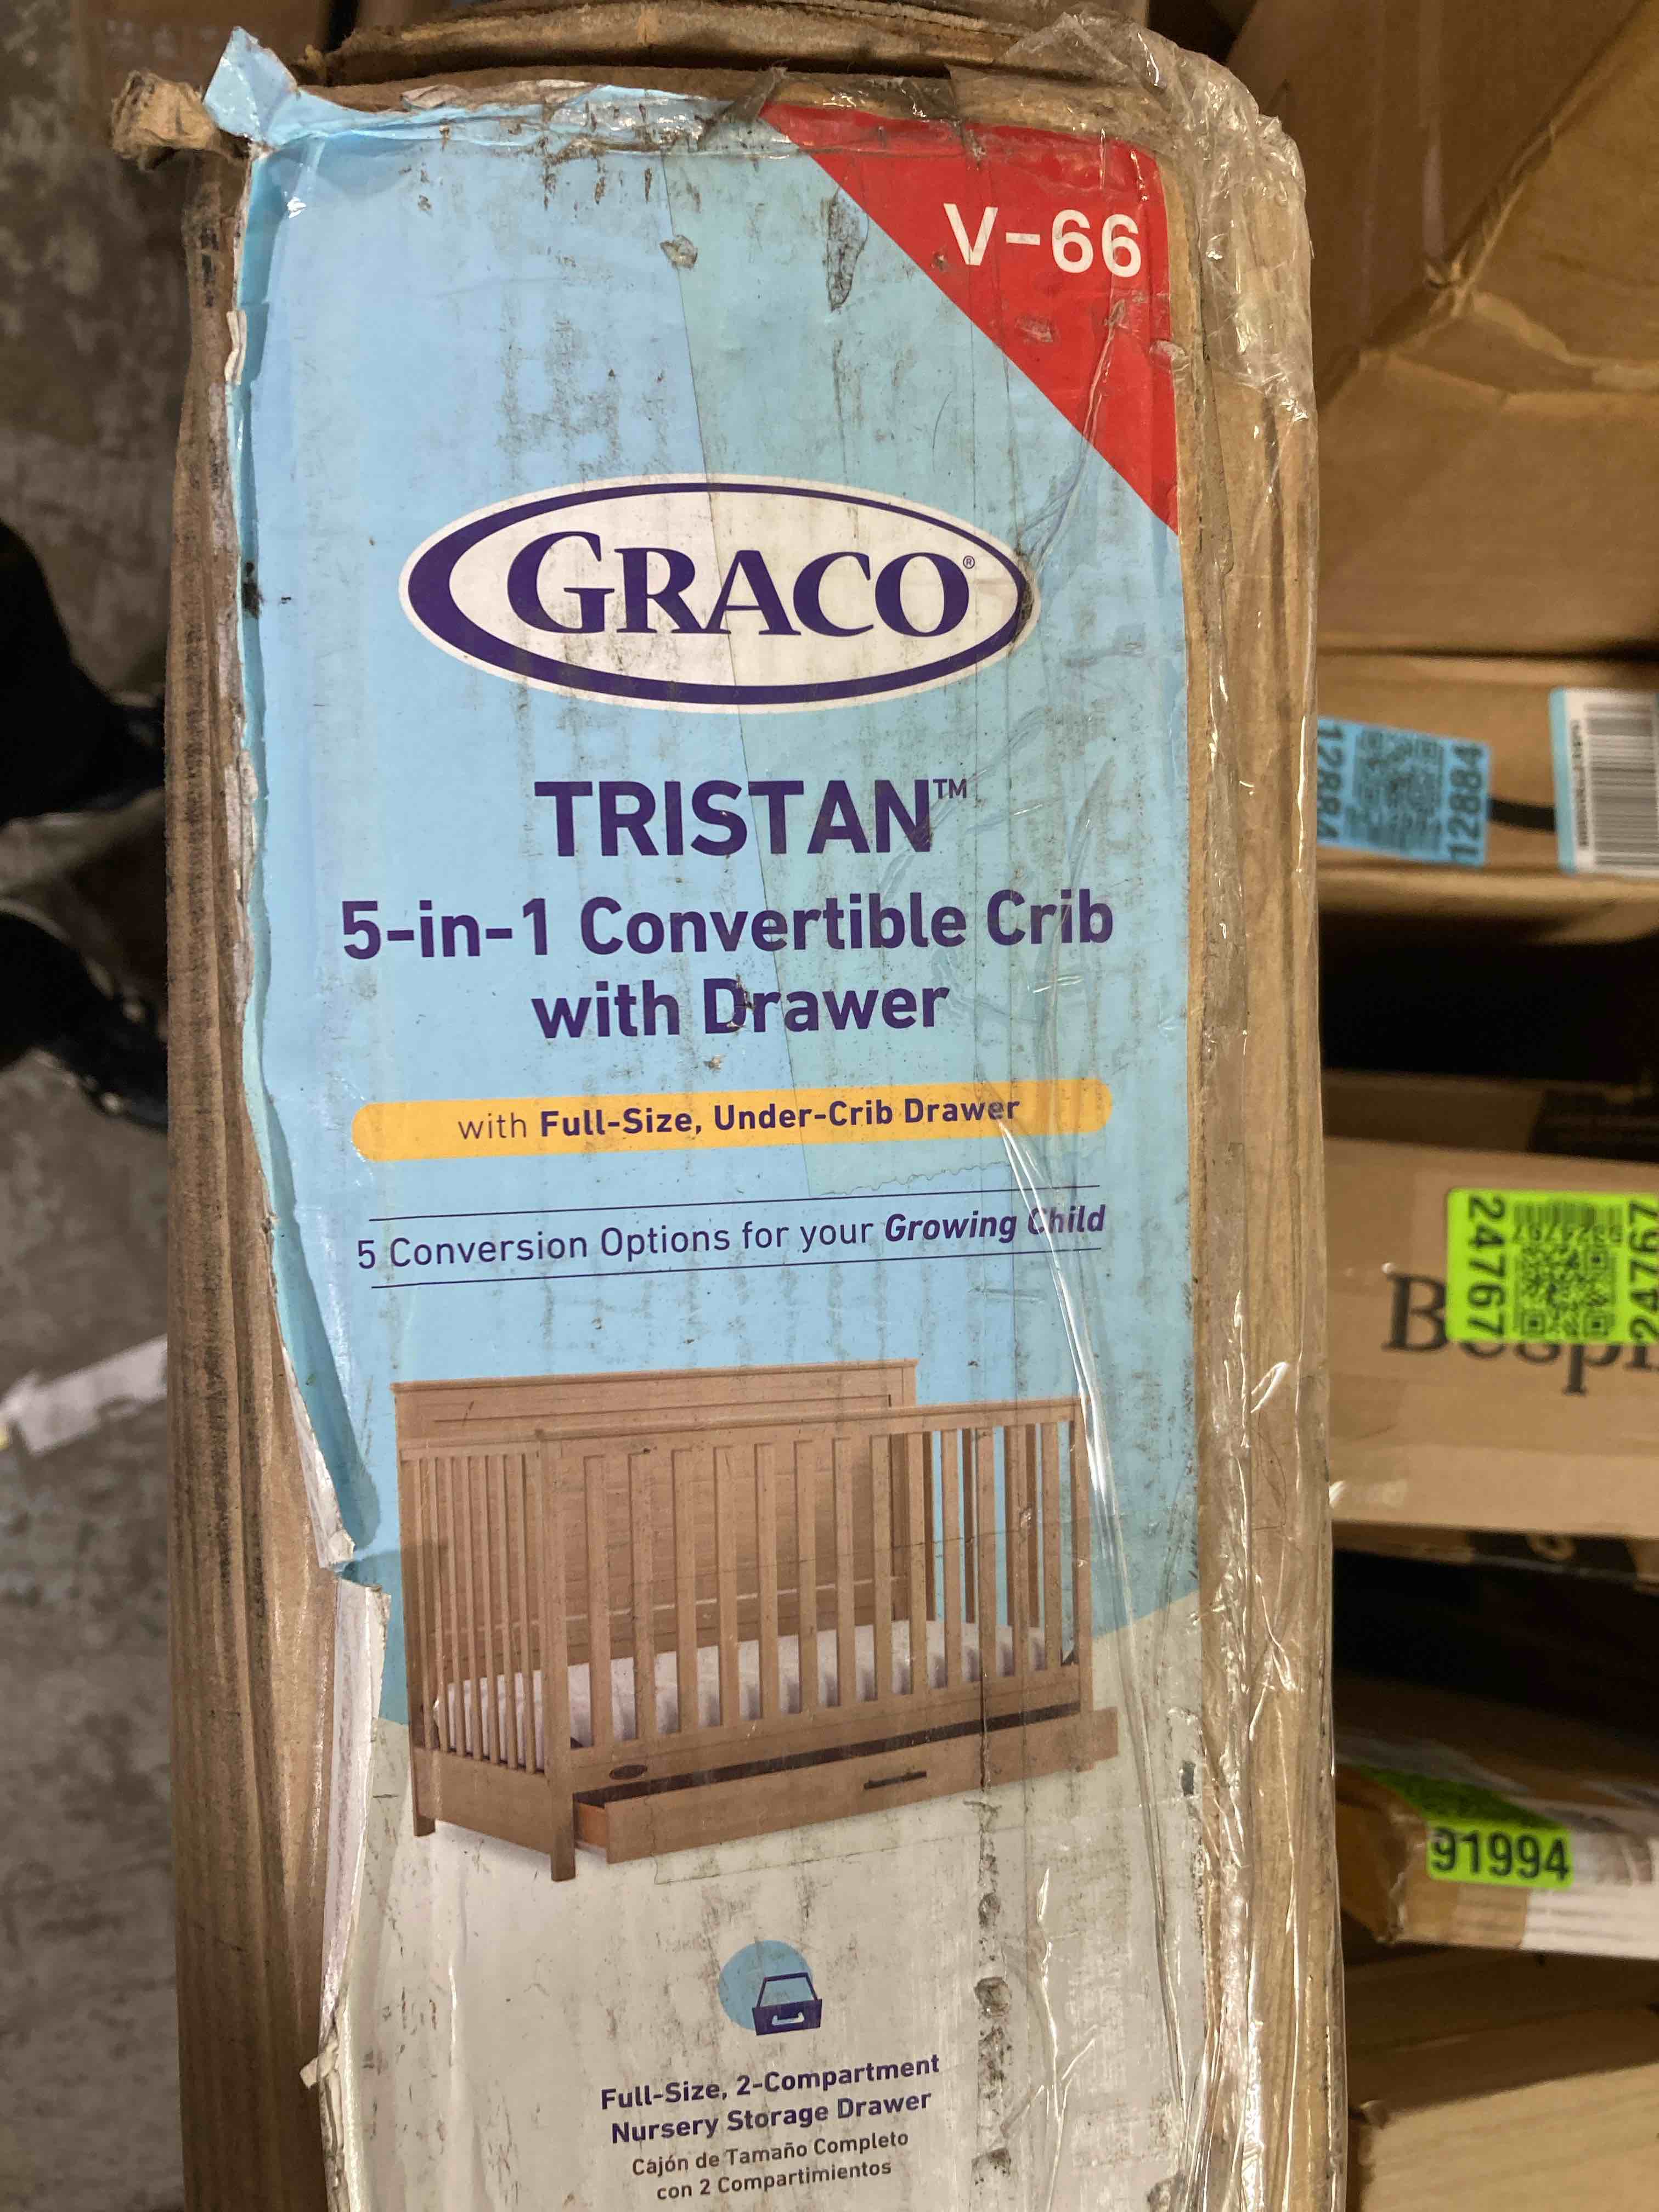 V-66
GRACO®
TRISTAN™
5-in-1 Convertible Crib
with Drawer
with Full-Size, Under-Crib Drawer
5 Conversion Options for your Growing Child
Full-Size, 2-Compartment
Nursery Storage Drawer
Cajón de Tamaño Completo
con 2 Compartimientos
12884
12884
24767
24767
91994